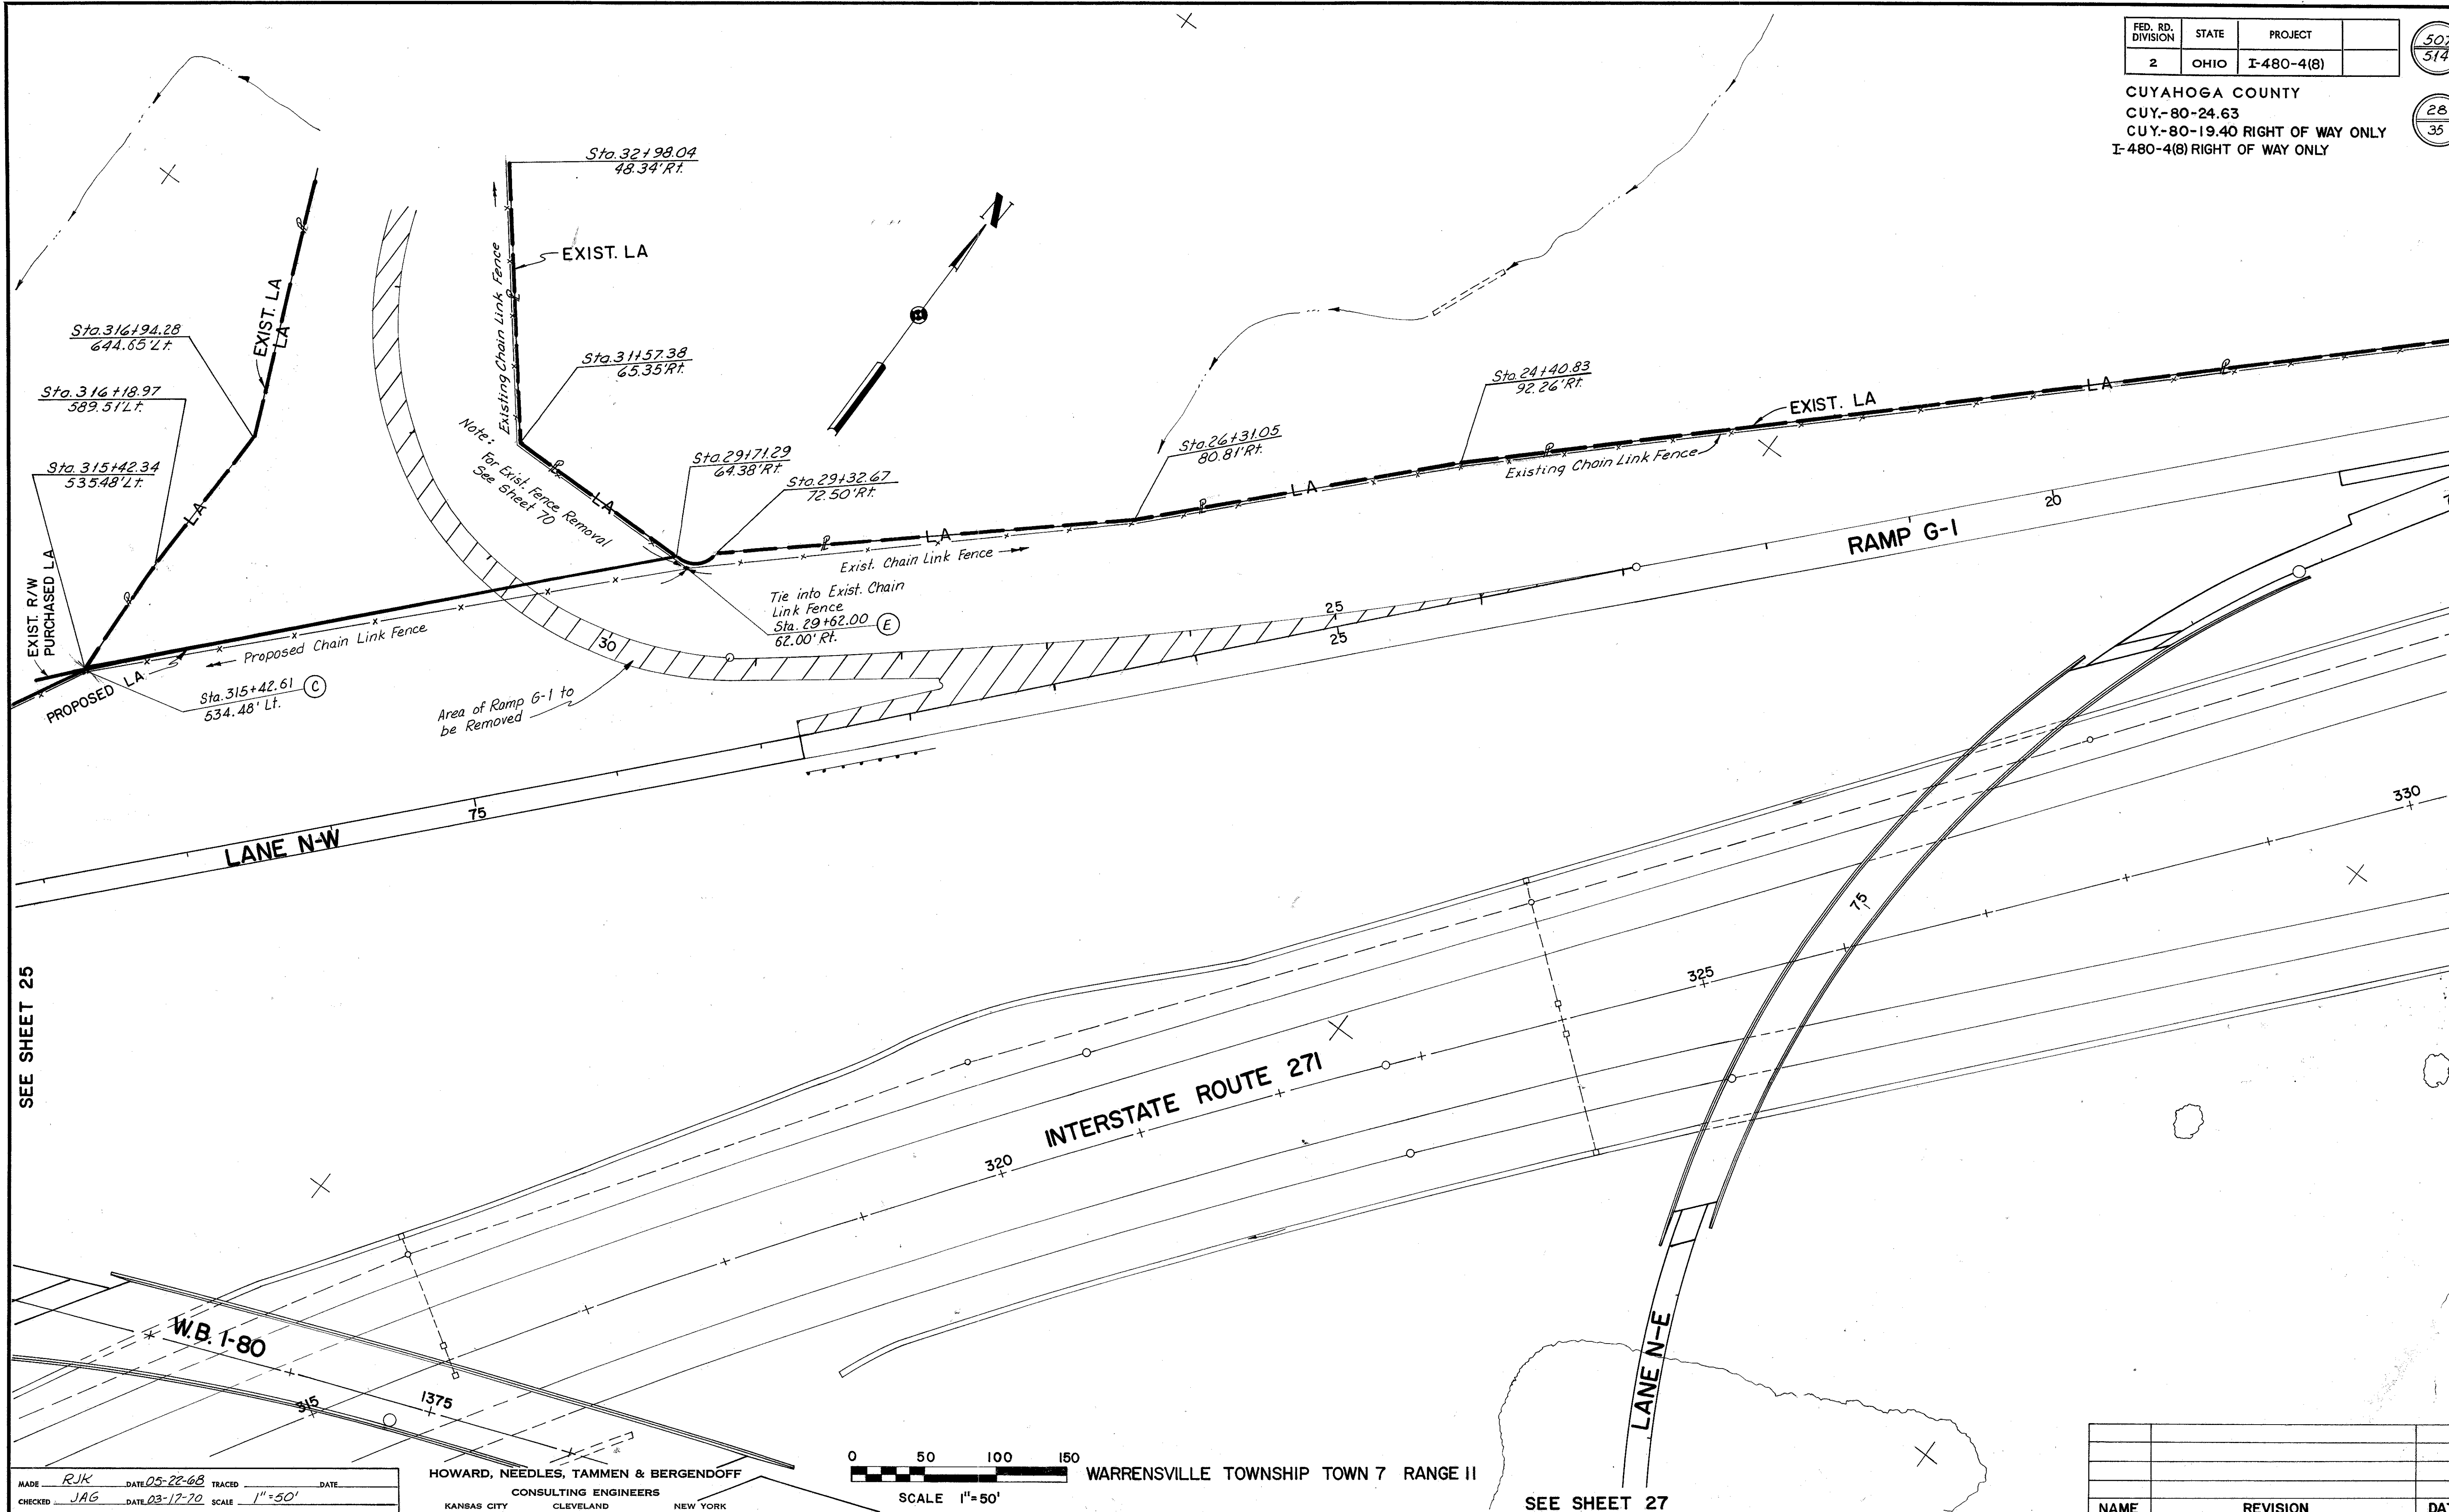 FED. RD. DIVISION STATE PROJECT
2 OHIO I-480-4(8)
514
CUYAHOGA COUNTY
CUY.-80-24.63
CUY.-80-19.40 RIGHT OF WAY ONLY
I-480-4(8) RIGHT OF WAY ONLY
28
35
Sta. 32+98.04
48.34' Rt.
EXIST. LA
Existing Chain Link Fence
N
EXIST. LA
LA
Sta. 316+94.28
644.65' Lt.
Sta. 316+18.97
589.51' Lt.
Sta. 315+42.34
535.48' Lt.
LA
EXIST. R/W
PURCHASED LA
PROPOSED LA
Sta. 315+42.61
534.48' Lt.
C
Proposed Chain Link Fence
Sta. 31+57.38
65.35' Rt.
Note:
For Exist. Fence Removal
See Sheet 70
LA
Sta. 29+71.29
64.38' Rt.
Sta. 29+32.67
72.50' Rt.
LA
Exist. Chain Link Fence
Tie into Exist. Chain
Link Fence
Sta. 29+62.00
62.00' Rt.
E
30
Area of Ramp G-1 to
be Removed
Sta. 26+31.05
80.81' Rt.
LA
Sta. 24+40.83
92.26' Rt.
EXIST. LA
Existing Chain Link Fence
LA
25
25
20
RAMP G-1
75
LANE N-W
SEE SHEET 25
330
75
325
INTERSTATE ROUTE 271
320
W.B. I-80
315
1375
LANE N-E
MADE RJK DATE 05-22-68 TRACED DATE
CHECKED JAG DATE 03-17-70 SCALE 1"=50'
HOWARD, NEEDLES, TAMMEN & BERGENDOFF
CONSULTING ENGINEERS
KANSAS CITY CLEVELAND NEW YORK
0 50 100 150
SCALE 1"=50'
WARRENSVILLE TOWNSHIP TOWN 7 RANGE 11
SEE SHEET 27
NAME REVISION